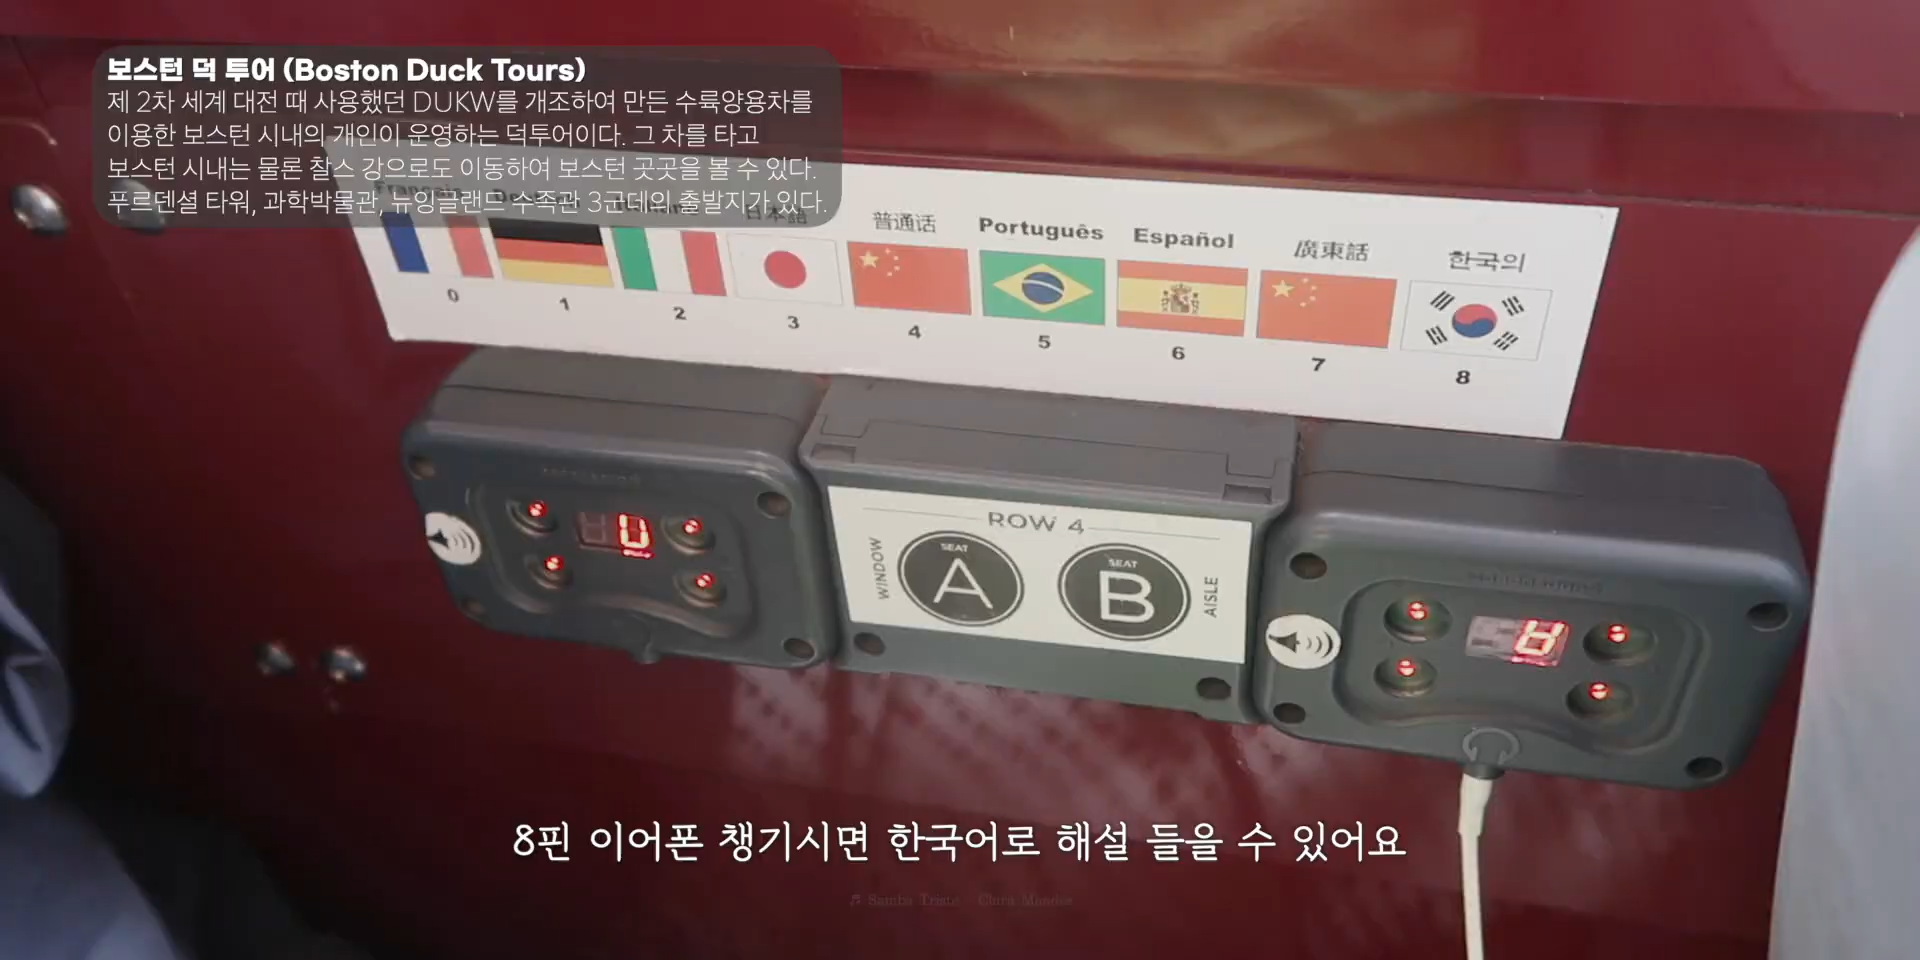 보스턴 덕 투어 (Boston Duck Tours)
제 2차 세계 대전 때 사용했던 DUKW를 개조하여 만든 수륙양용차를
이용한 보스턴 시내의 개인이 운영하는 덕투어이다. 그 차를 타고
보스턴 시내는 물론 찰스 강으로도 이동하여 보스턴 곳곳을 볼 수 있다.
푸르덴셜 타워, 과학박물관, 뉴잉글랜드 수족관 3군데의 출발지가 있다.
Français
日本語 普通话 Português Español 廣東話 한국의
0 1 2 3 4 5 6 7 8
ROW 4
WINDOW
SEAT
A
SEAT
B
AISLE
0
8
8핀 이어폰 챙기시면 한국어로 해설 들을 수 있어요